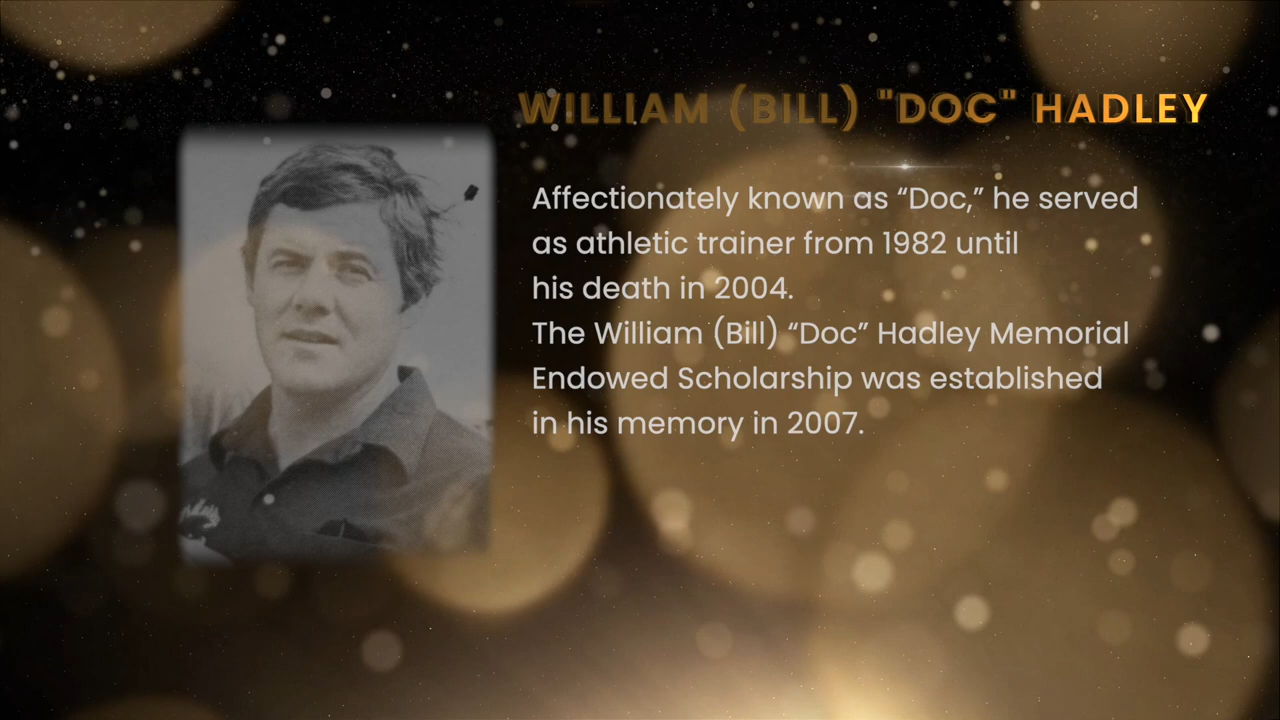 WILLIAM (BILL) "DOC" HADLEY
Affectionately known as “Doc,” he served
as athletic trainer from 1982 until
his death in 2004.
The William (Bill) “Doc” Hadley Memorial
Endowed Scholarship was established
in his memory in 2007.